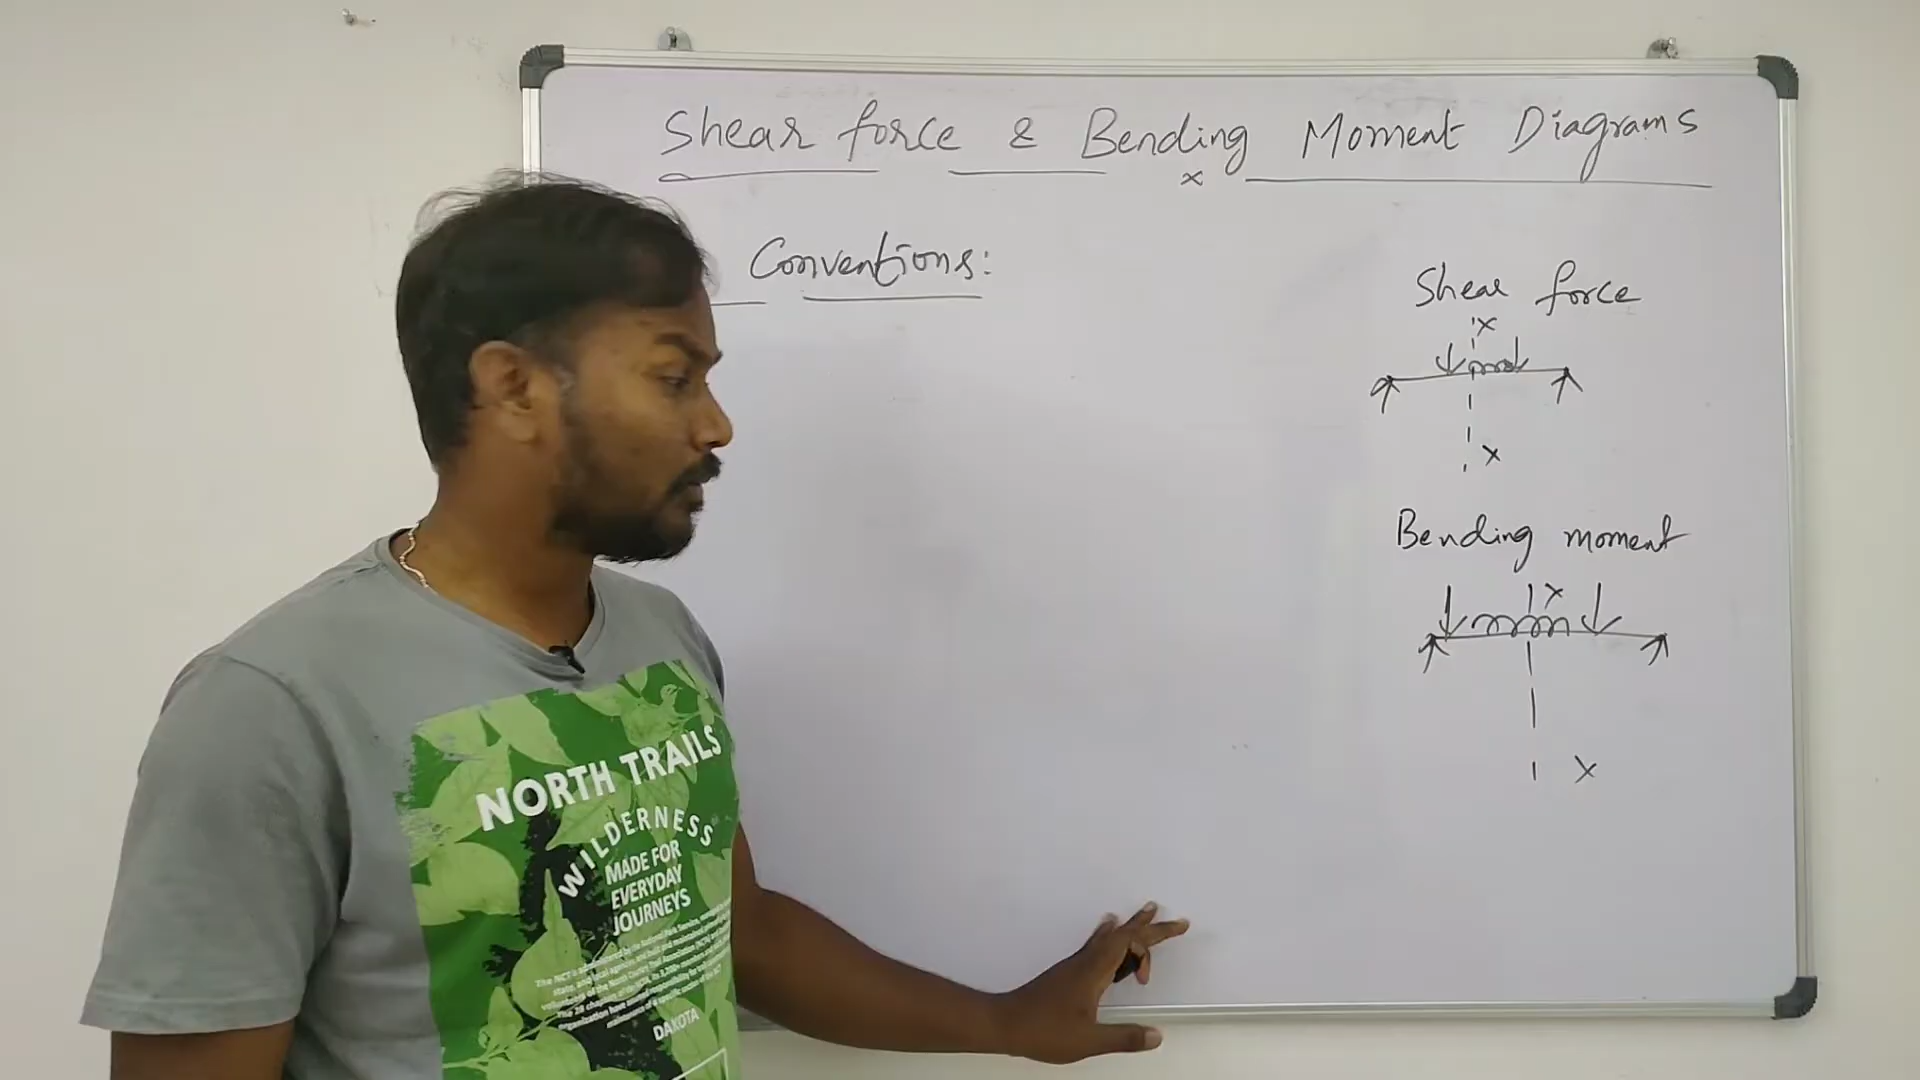 Shear force & Bending Moment Diagrams
x
Conventions:
Shear force
x
x
Bending moment
x
x
NORTH TRAILS
WILDERNESS
MADE FOR
EVERYDAY
JOURNEYS
DAKOTA